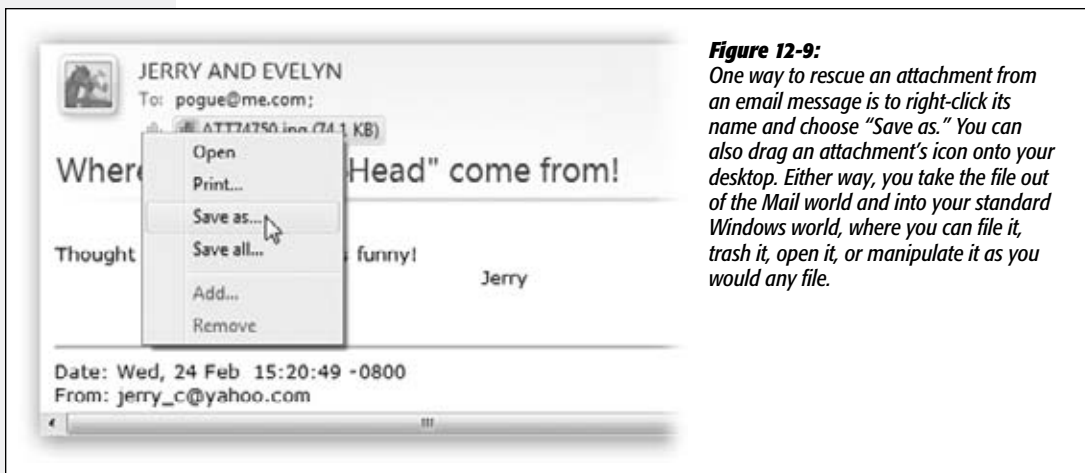 JERRY AND EVELYN
To: pogue@me.com;
ATT74750.jpg (74.1 KB)
Where Head" come from!
Open
Print...
Save as...
Save all...
Add...
Remove
Thought funny!
Jerry
Date: Wed, 24 Feb 15:20:49 -0800
From: jerry_c@yahoo.com
Figure 12-9:
One way to rescue an attachment from
an email message is to right-click its
name and choose “Save as.” You can
also drag an attachment’s icon onto your
desktop. Either way, you take the file out
of the Mail world and into your standard
Windows world, where you can file it,
trash it, open it, or manipulate it as you
would any file.